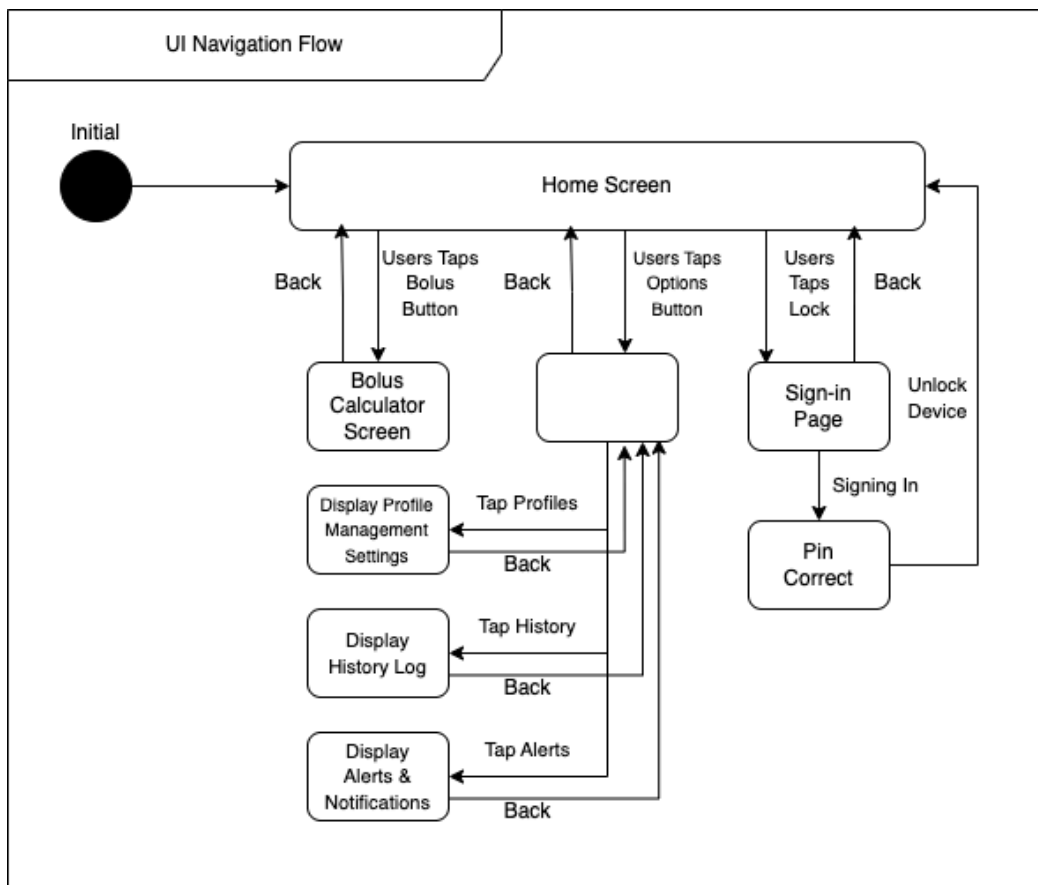 UI Navigation Flow
Initial
Home Screen
Back
Users Taps
Bolus
Button
Back
Users Taps
Options
Button
Users
Taps
Lock
Back
Bolus
Calculator
Screen
Sign-in
Page
Unlock
Device
Display Profile
Management
Settings
Tap Profiles
Back
Signing In
Pin
Correct
Display
History Log
Tap History
Back
Display
Alerts &
Notifications
Tap Alerts
Back